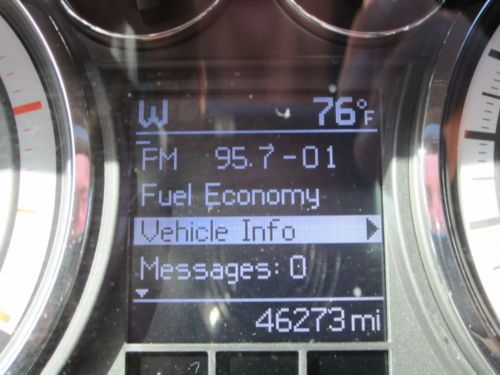 W 76°F
FM 95.7-01
Fuel Economy
Vehicle Info
Messages: 0
46273 mi